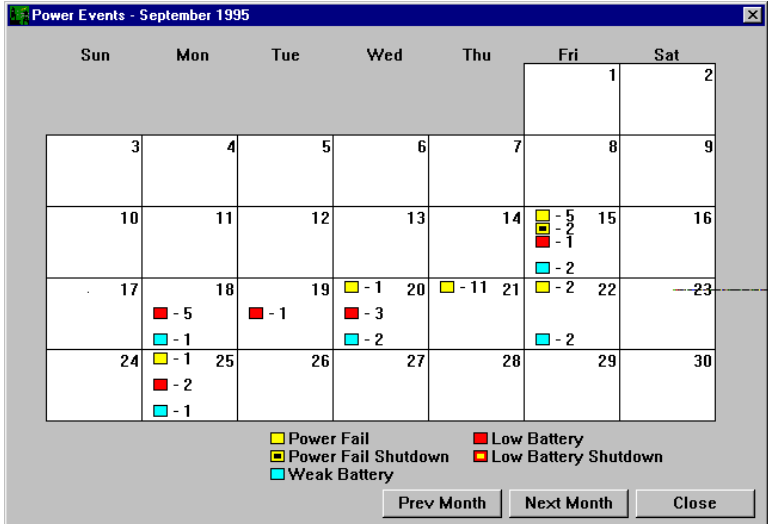 Power Events - September 1995
Sun Mon Tue Wed Thu Fri Sat
1 2
3 4 5 6 7 8 9
10 11 12 13 14 - 5 15 16
- 2
- 1
- 2
17 18 19 - 1 20 - 11 21 - 2 22 23
- 5 - 1 - 3
- 1 - 2 - 2
24 - 1 25 26 27 28 29 30
- 2
- 1
Power Fail Low Battery
Power Fail Shutdown Low Battery Shutdown
Weak Battery
Prev Month Next Month Close